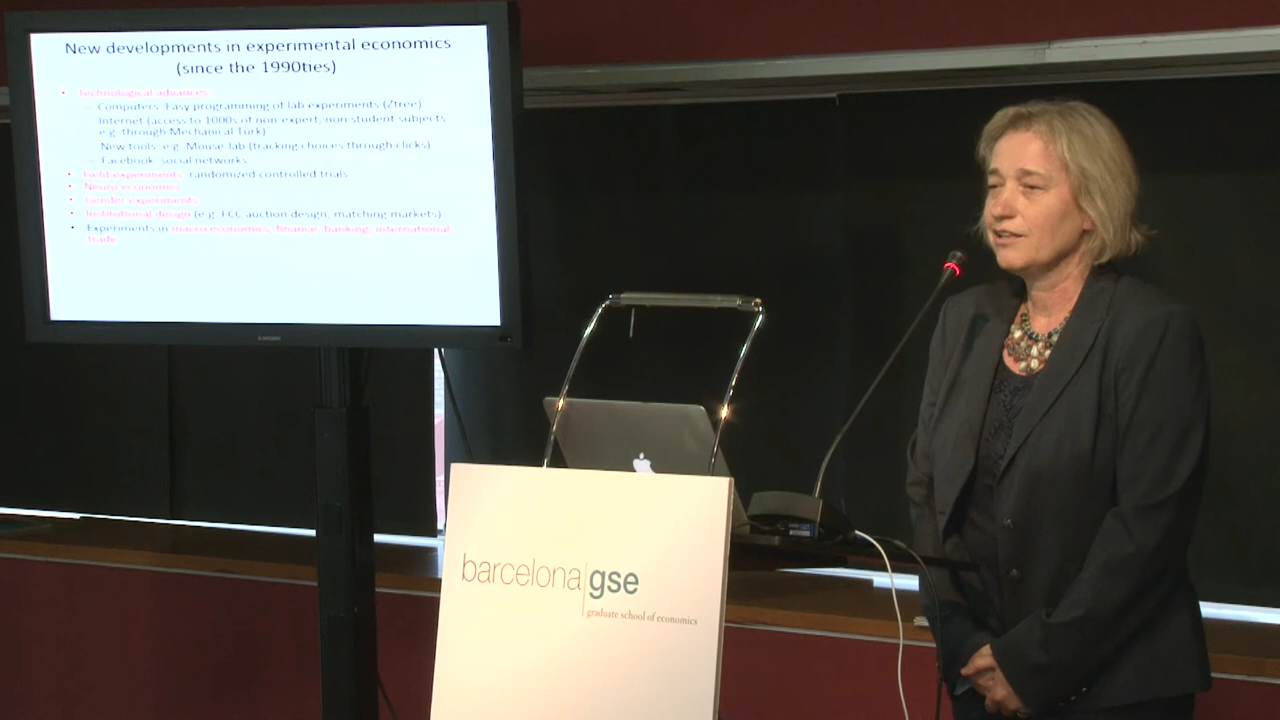 New developments in experimental economics
(since the 1990ties)
• Technological advances:
– Computers: Easy programming of lab experiments (Ztree)
Internet (access to 1000s of non-expert, non student subjects
e.g. through Mechanical Turk)
New tools: e.g. Mouse-lab (tracking choices through clicks)
– Facebook: social networks
• Field experiments: randomized controlled trials
• Neuro economics
• Gender experiments
• Institutional design (e.g. FCC auction design, matching markets)
• Experiments in macro economics, finance, banking, international
trade
barcelona gse
graduate school of economics